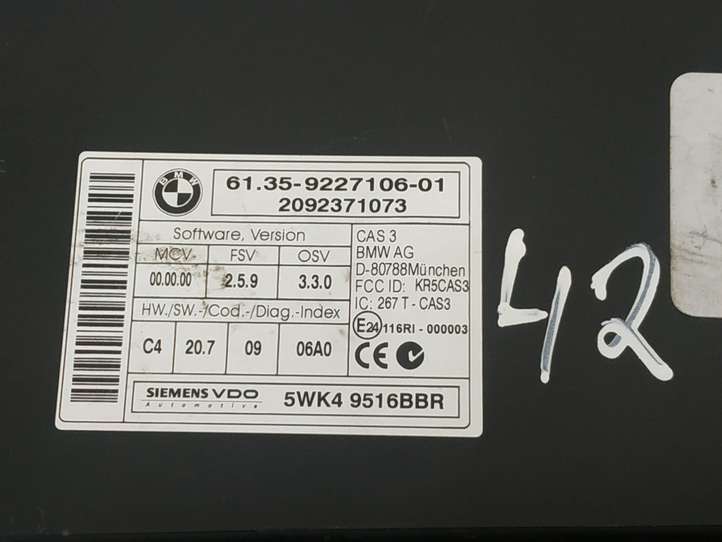 BMW
61.35-9227106-01
2092371073
Software, Version
MCV FSV OSV
00.00.00 2.5.9 3.3.0
HW./SW.-/Cod.-/Diag.-Index
C4 20.7 09 06A0
CAS 3
BMW AG
D-80788München
FCC ID: KR5CAS3
IC: 267 T - CAS3
E24 116RI - 000003
CE
SIEMENS VDO
Automotive
5WK4 9516BBR
42